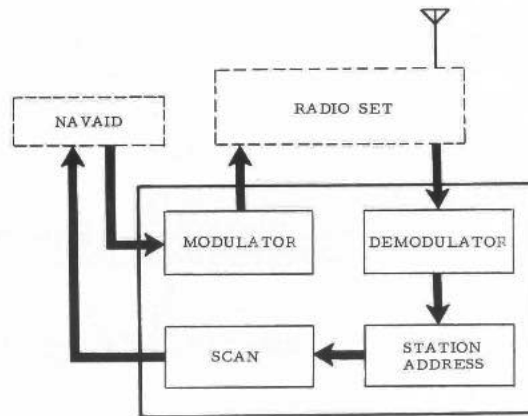 RADIO SET
NAVAID
MODULATOR
DEMODULATOR
SCAN
STATION
ADDRESS